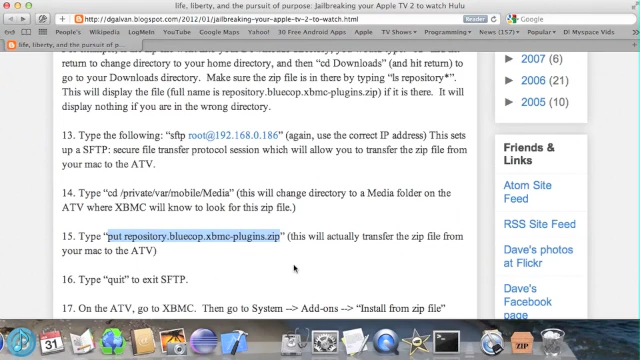 life, liberty, and the pursuit of purpose: Jailbreaking your Apple TV 2 to watch Hulu
http://dgalvan.blogspot.com/2012/01/jailbreaking-your-apple-tv-2-to-watch.html
Google
People Wikipedia LogMeIn Google Maps YouTube Yahoo! 30 Free Android Apps Apple ATV Shows Programming News Popular DI Myspace Vids
life, liberty, and the pursuit of p...
return to change to your home directory, and then "cd Downloads" (and hit return) to
go to your Downloads directory. Make sure the zip file is in there by typing "ls repository*".
This will display the file (full name is repository.bluecop.xbmc-plugins.zip) if it is there. It will
display nothing if you are in the wrong directory.
13. Type the following: "sftp root@192.168.0.186" (again, use the correct IP address) This sets
up a SFTP: secure file transfer protocol session which will allow you to transfer the zip file from
your mac to the ATV.
14. Type "cd /private/var/mobile/Media" (this will change directory to a Media folder on the
ATV where XBMC will know to look for this zip file.)
15. Type "put repository.bluecop.xbmc-plugins.zip" (this will actually transfer the zip file from
your mac to the ATV)
16. Type "quit" to exit SFTP.
17. On the ATV, go to XBMC. Then go to System --> Add-ons --> "Install from zip file"
► 2007 (6)
► 2006 (21)
► 2005 (10)
Friends &
Links
Atom Site
Feed
RSS Site Feed
Dave's photos
at Flickr
Dave's
Facebook
page
31
ZIP